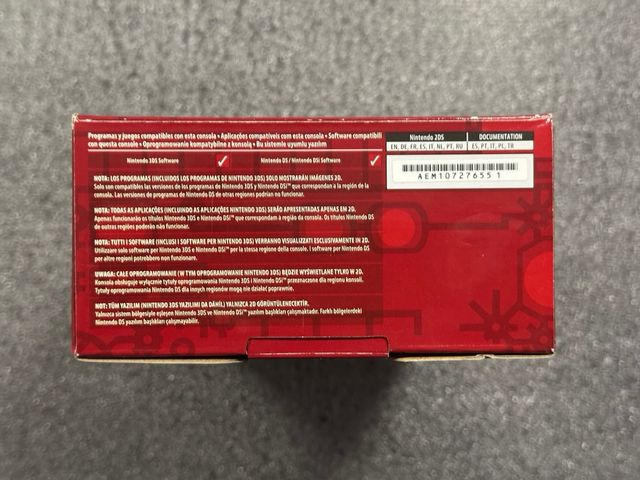 Programas y juegos compatibles con esta consola • Aplicações compatíveis com esta consola • Software compatibili
con questa console • Oprogramowanie kompatybilne z konsolą • Bu sistemle uyumlu yazılım
Nintendo 3DS Software
Nintendo DS / Nintendo DSi Software
NOTA: LOS PROGRAMAS (INCLUIDOS LOS PROGRAMAS DE NINTENDO 3DS) SOLO MOSTRARÁN IMÁGENES 2D.
Solo son compatibles las versiones de los programas de Nintendo 3DS y Nintendo DSi™ que correspondan a la región de la
consola. Las versiones de programas de Nintendo DS de otras regiones podrían no funcionar.
NOTA: TODAS AS APLICAÇÕES (INCLUINDO AS APLICAÇÕES NINTENDO 3DS) SERÃO APRESENTADAS APENAS EM 2D.
Apenas funcionarão os títulos Nintendo 3DS e Nintendo DSi™ que correspondam à região da consola. Os títulos Nintendo DS
de outras regiões poderão não funcionar.
NOTA: TUTTI I SOFTWARE (INCLUSI I SOFTWARE PER NINTENDO 3DS) VERRANNO VISUALIZZATI ESCLUSIVAMENTE IN 2D.
Utilizzare solo software per Nintendo 3DS e Nintendo DSi™ per la stessa regione della console. I software per Nintendo DS
per altre regioni potrebbero non funzionare.
UWAGA: CAŁE OPROGRAMOWANIE (W TYM OPROGRAMOWANIE NINTENDO 3DS) BĘDZIE WYŚWIETLANE TYLKO W 2D.
Konsola obsługuje wyłącznie tytuły oprogramowania Nintendo 3DS i Nintendo DSi™ przeznaczone dla regionu konsoli.
Tytuły oprogramowania Nintendo DS dla innych regionów mogą nie działać poprawnie.
NOT: TÜM YAZILIM (NINTENDO 3DS YAZILIMI DA DAHİL) YALNIZCA 2D GÖRÜNTÜLENECEKTİR.
Yalnızca sistem bölgesiyle eşleşen Nintendo 3DS ve Nintendo DSi™ yazılım başlıkları çalışmaktadır. Farklı bölgelerdeki
Nintendo DS yazılım başlıkları çalışmayabilir.
Nintendo 2DS
DOCUMENTATION
EN, DE, FR, ES, IT, NL, PT, RU
ES, PT, IT, PL, TR
AEM10727655 1